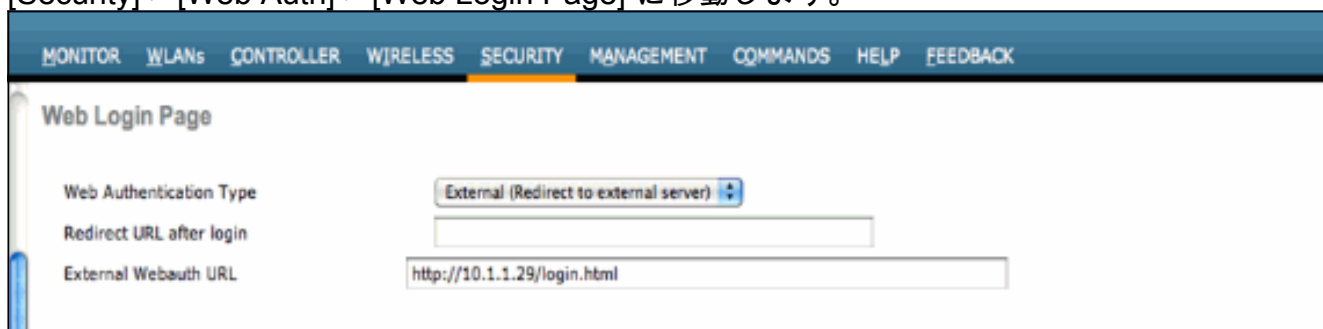 [Security] > [Web Auth] > [Web Login Page] に移動します。
MONITOR WLANs CONTROLLER WIRELESS SECURITY MANAGEMENT COMMANDS HELP FEEDBACK
Web Login Page
Web Authentication Type External (Redirect to external server)
Redirect URL after login
External Webauth URL http://10.1.1.29/login.html